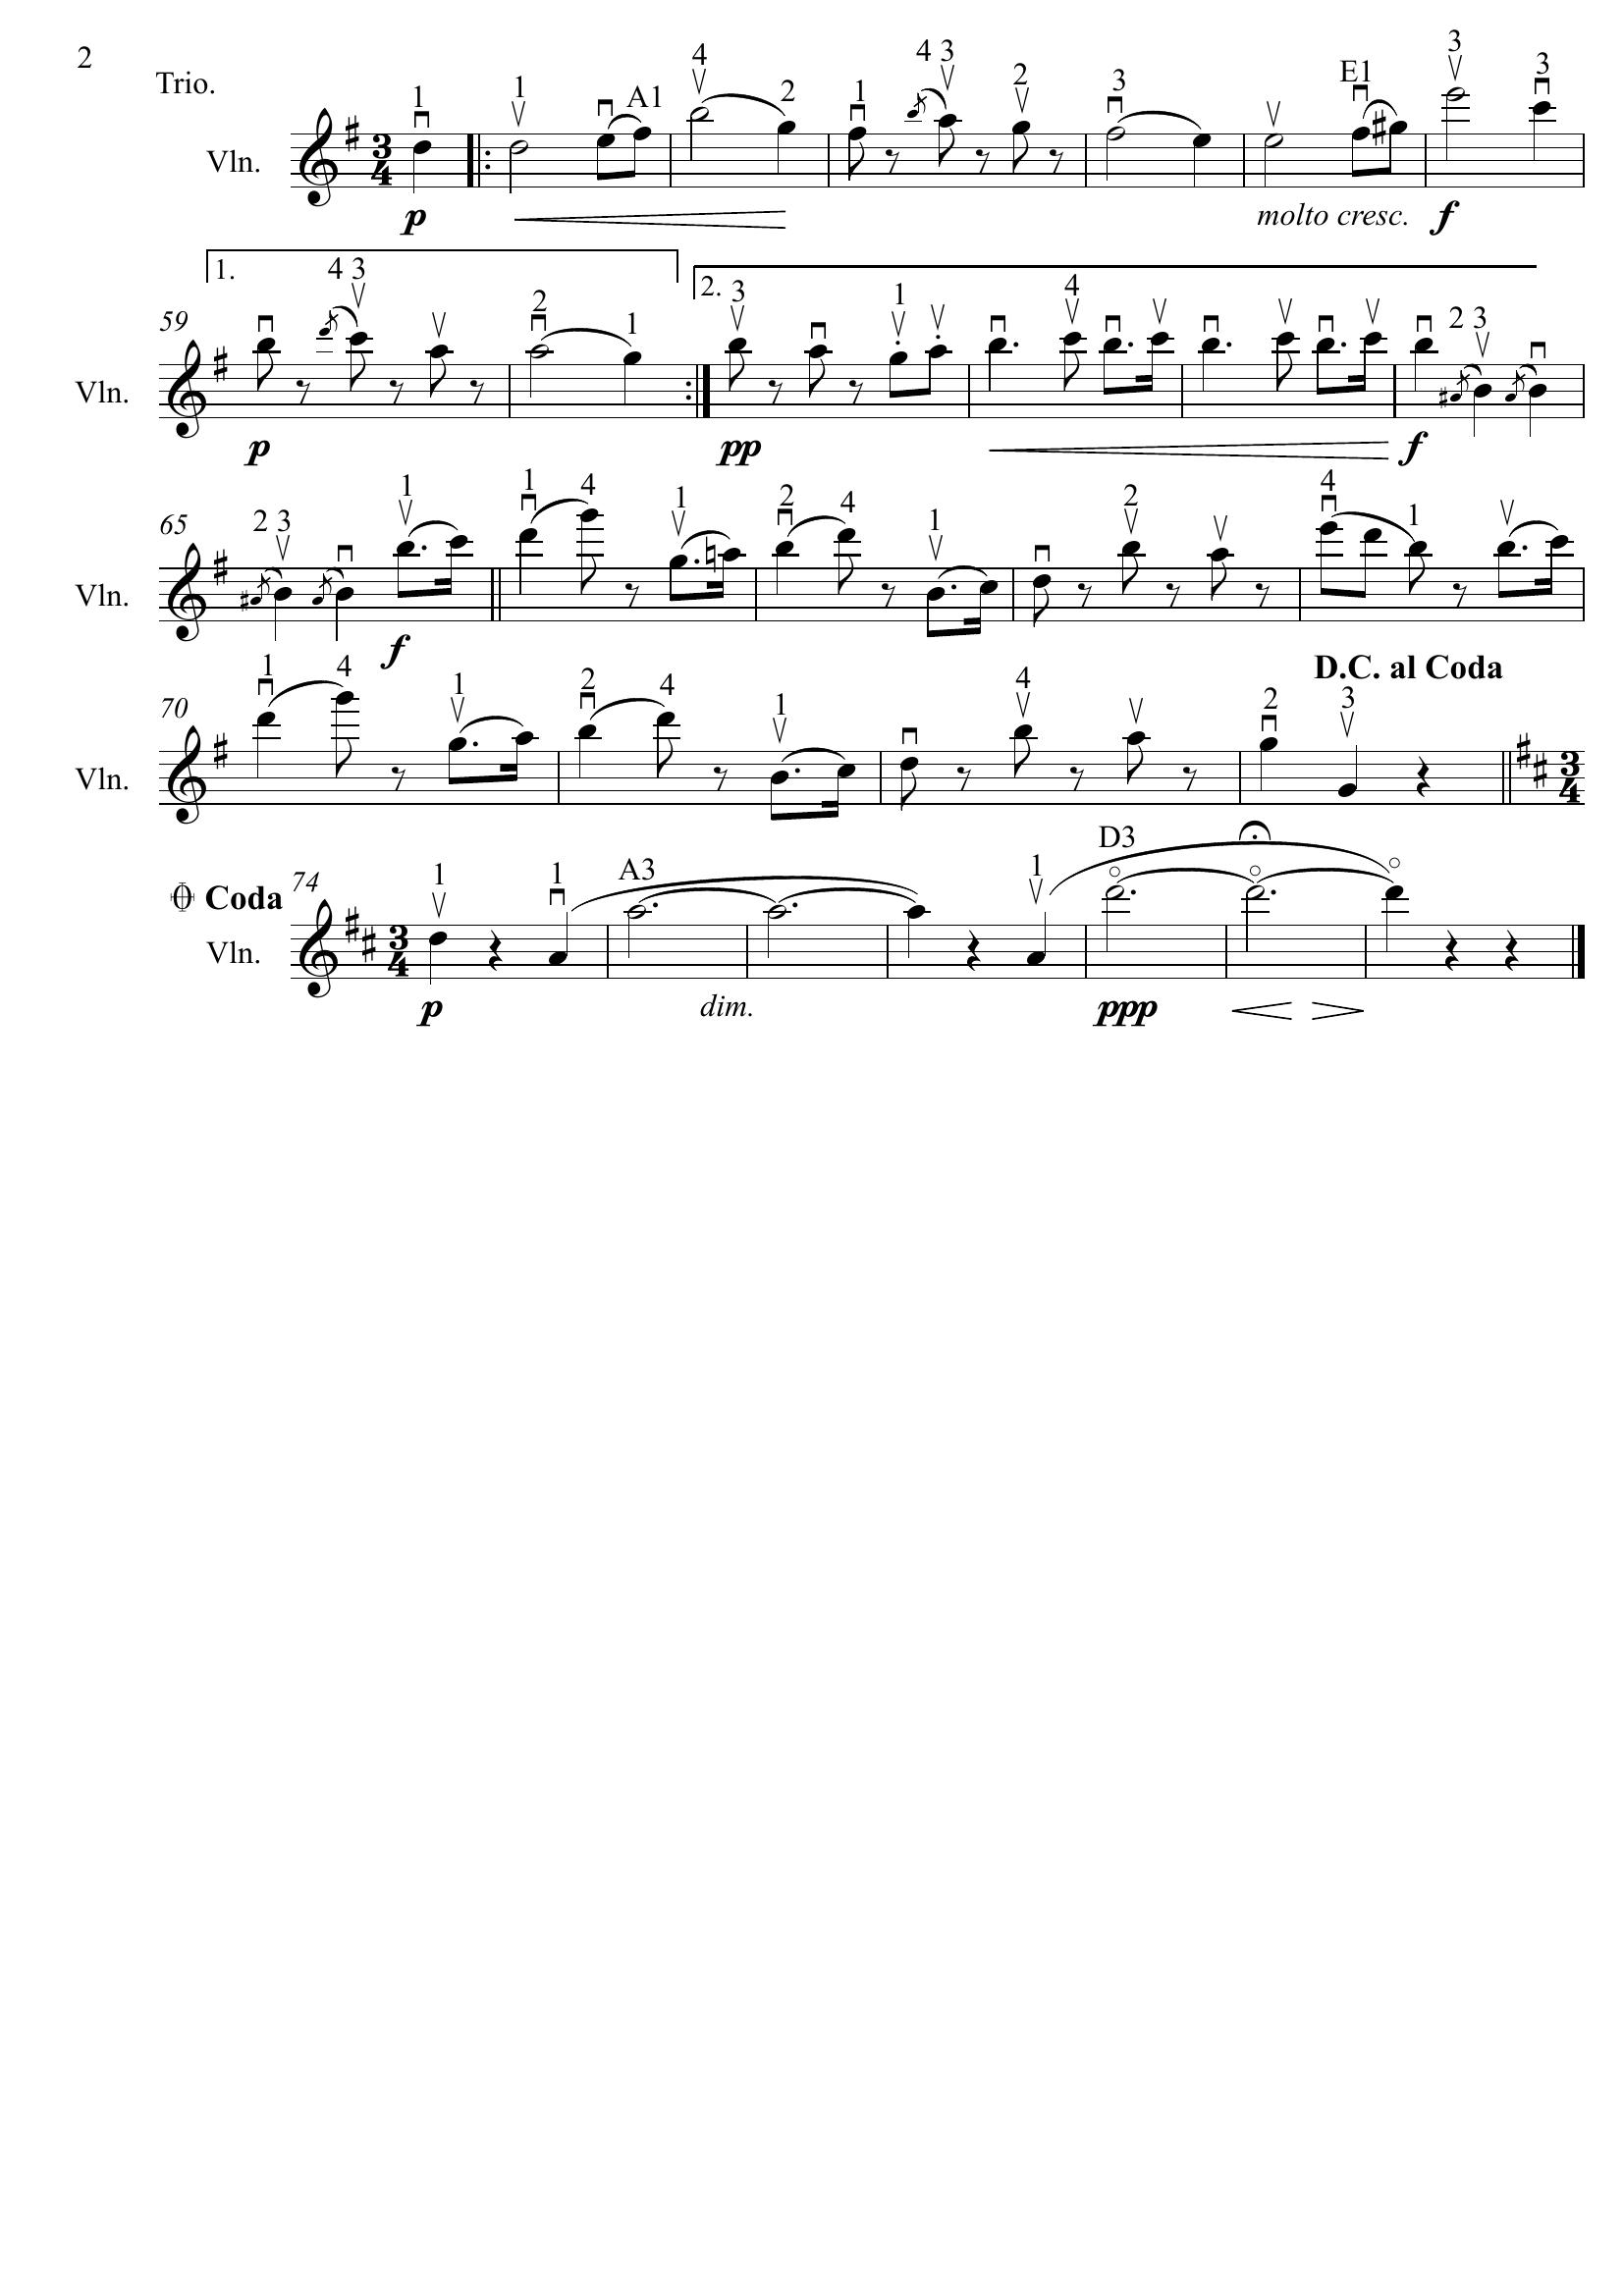 2
Trio.
1 1 A1 4 2 1 4 3 2 3 E1 3 3
Vln. 3/4
p molto cresc. f
1. 4 3 2 1 2. 3 1 4 2 3
59
Vln.
p pp f
2 3 1 1 4 1 2 4 1 2 4 1
65
Vln.
f
D.C. al Coda
1 4 1 2 4 1 4 2 3
70
Vln. 3/4
D3
1 1 A3 1
Coda 74
Vln. 3/4
p dim. ppp